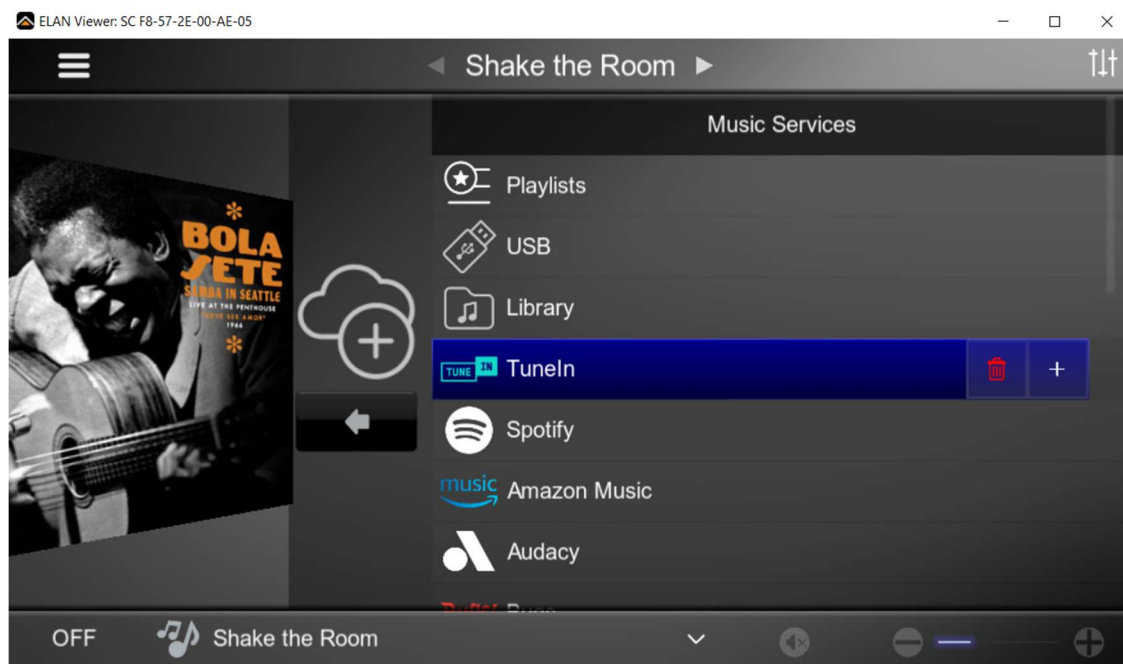 ELAN Viewer: SC F8-57-2E-00-AE-05
Shake the Room
Music Services
BOLA
SETE
SAMBA IN SEATTLE
LIVE AT THE PENTHOUSE
1966
Playlists
USB
Library
TUNE IN TuneIn
Spotify
music Amazon Music
Audacy
Bugs
OFF Shake the Room